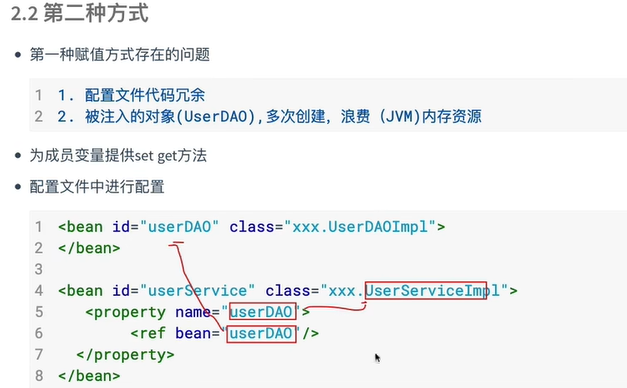 2.2 第二种方式
第一种赋值方式存在的问题
1 1. 配置文件代码冗余
2 2. 被注入的对象(UserDAO),多次创建，浪费（JVM)内存资源
为成员变量提供set get方法
配置文件中进行配置
1 <bean id="userDAO" class="xxx.UserDAOImpl">
2 </bean>
3
4 <bean id="userService" class="xxx.UserServiceImpl">
5 <property name="userDAO">
6 <ref bean="userDAO"/>
7 </property>
8 </bean>